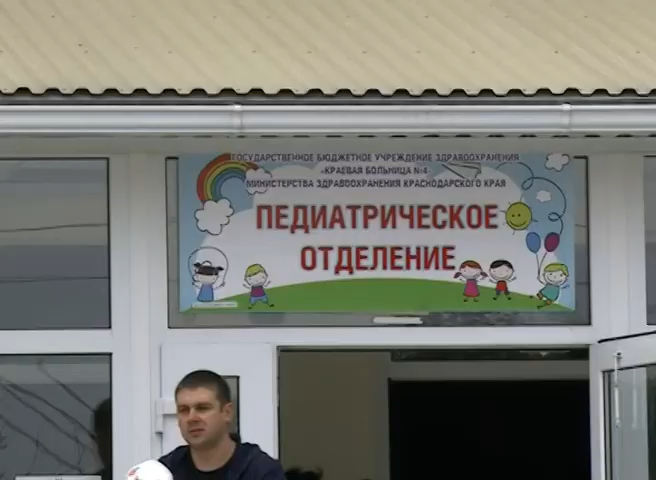 ГОСУДАРСТВЕННОЕ БЮДЖЕТНОЕ УЧРЕЖДЕНИЕ ЗДРАВООХРАНЕНИЯ
«КРАЕВАЯ БОЛЬНИЦА №4»
МИНИСТЕРСТВА ЗДРАВООХРАНЕНИЯ КРАСНОДАРСКОГО КРАЯ
ПЕДИАТРИЧЕСКОЕ
ОТДЕЛЕНИЕ